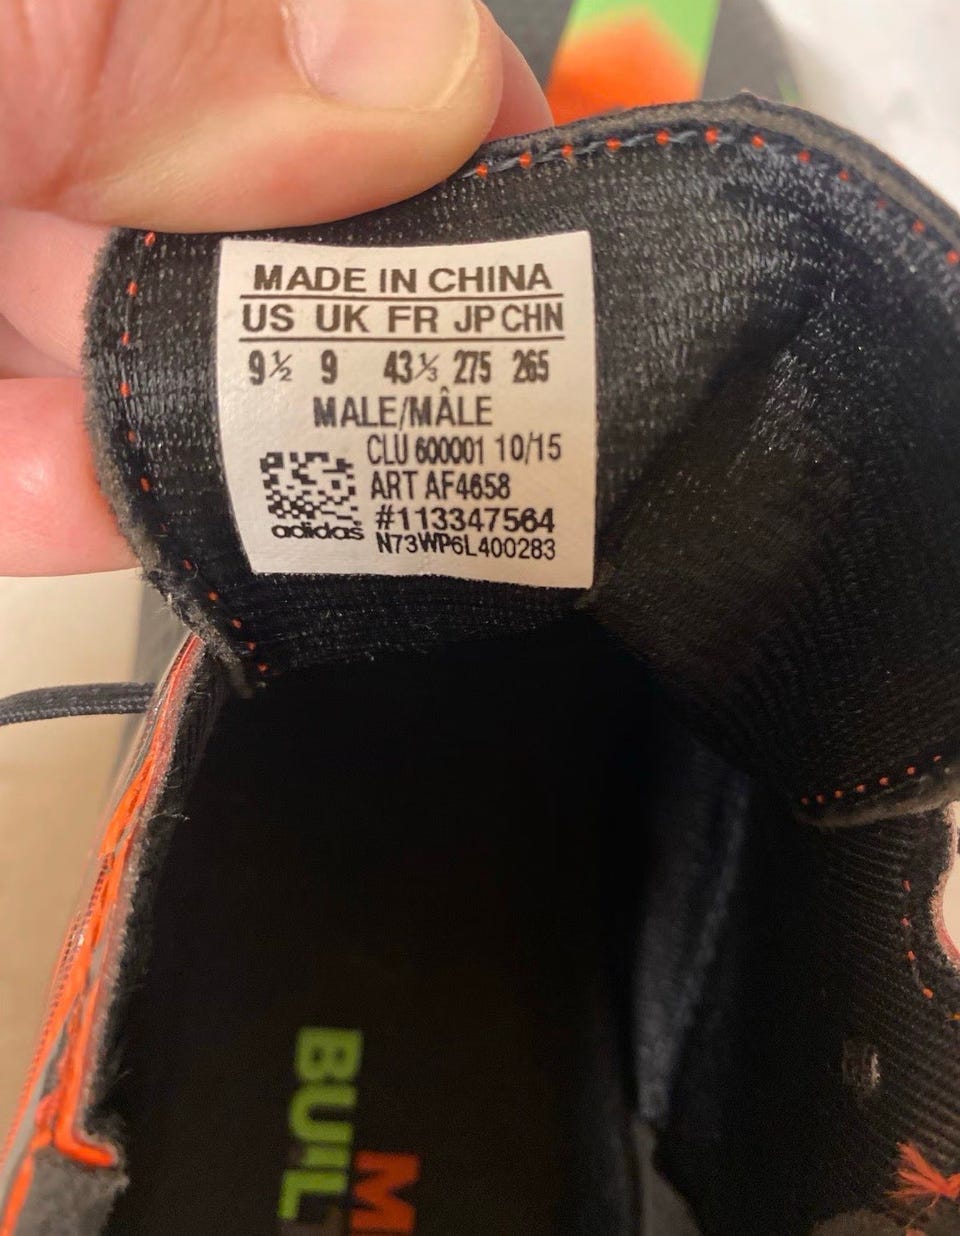 MADE IN CHINA
US UK FR JP CHN
9½ 9 43⅓ 275 265
MALE/MÂLE
CLU 600001 10/15
ART AF4658
#113347564
adidas
N73WP6L400283
BUILT
M